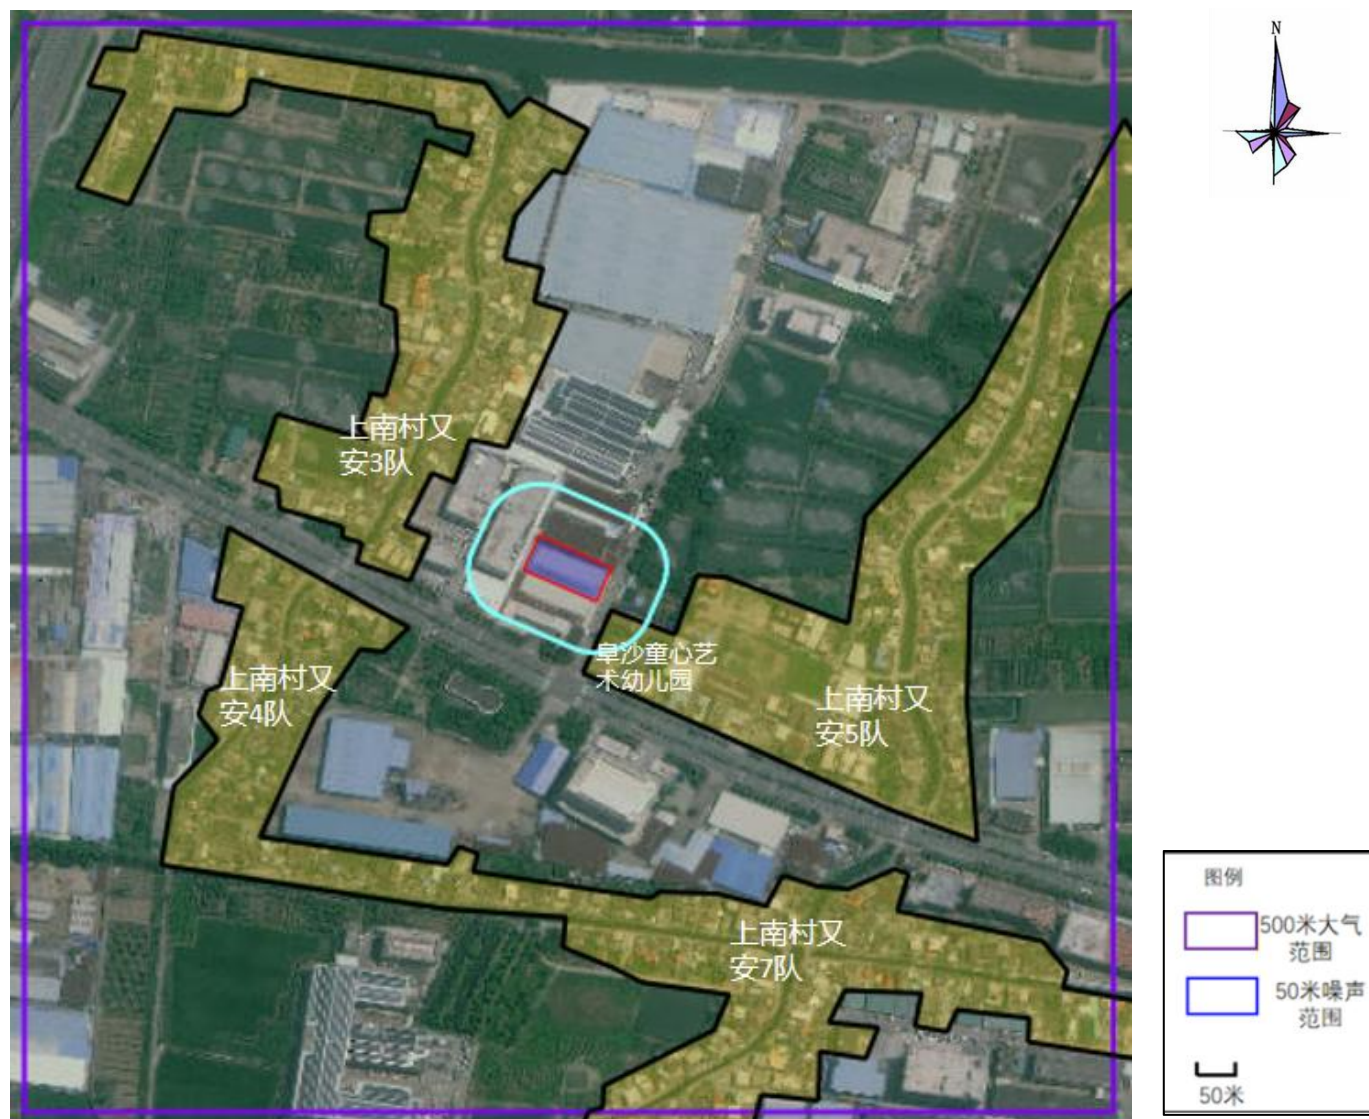 N
上南村又
安3队
阜沙童心艺
术幼儿园
上南村又
安4队
上南村又
安5队
上南村又
安7队
图例
500米大气
范围
50米噪声
范围
50米